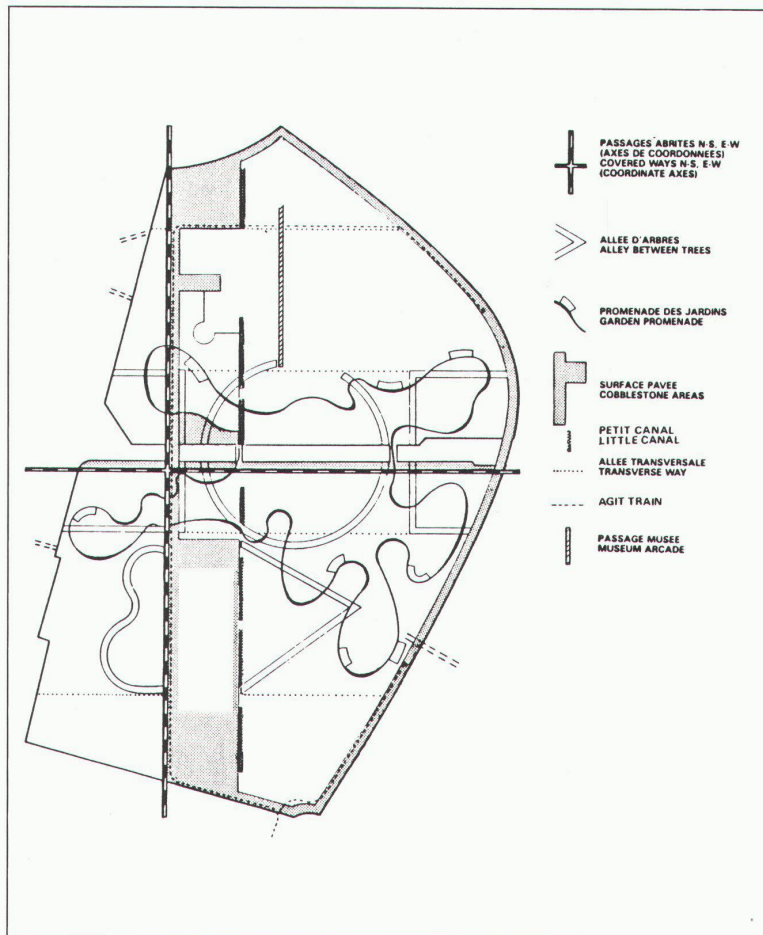 PASSAGES ABRITES N-S, E-W
(AXES DE COORDONNEES)
COVERED WAYS N-S, E-W
(COORDINATE AXES)
ALLEE D'ARBRES
ALLEY BETWEEN TREES
PROMENADE DES JARDINS
GARDEN PROMENADE
SURFACE PAVEE
COBBLESTONE AREAS
PETIT CANAL
LITTLE CANAL
ALLEE TRANSVERSALE
TRANSVERSE WAY
AGIT TRAIN
PASSAGE MUSEE
MUSEUM ARCADE